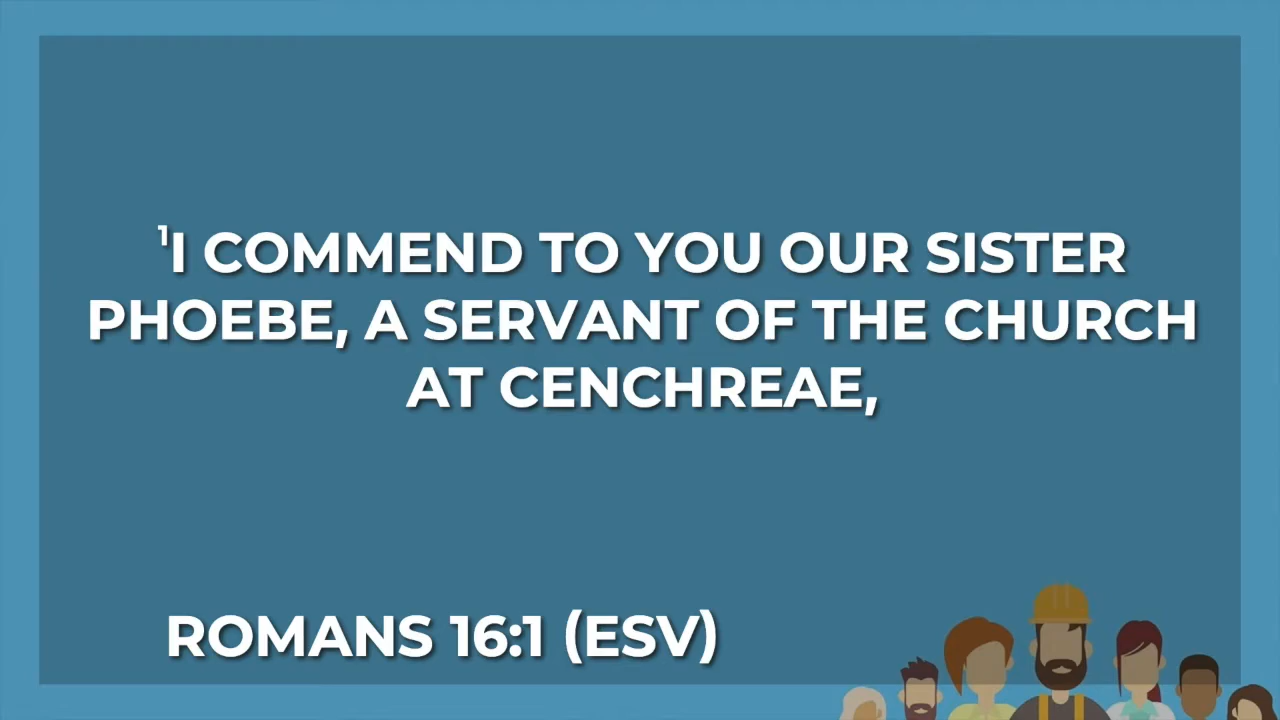 ¹I COMMEND TO YOU OUR SISTER
PHOEBE, A SERVANT OF THE CHURCH
AT CENCHREAE,
ROMANS 16:1 (ESV)